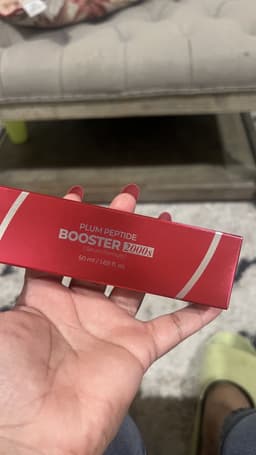 PLUM PEPTIDE
BOOSTER 2000s
50 ml / 1.69 fl. oz.